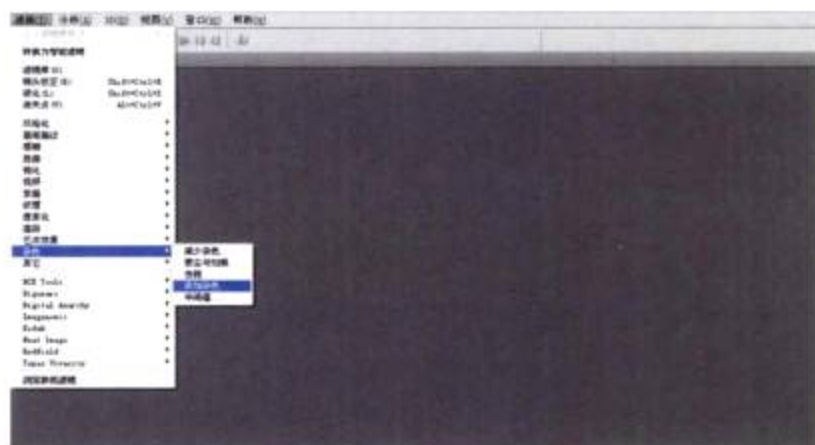 滤镜(T) 分析(A) 3D(D) 视图(V) 窗口(W) 帮助(H)
转换为智能滤镜
滤镜库(G)
镜头校正(R)
液化(L)
消失点(V) Alt+Ctrl+V
风格化
画笔描边
模糊
扭曲
锐化
视频
素描
纹理
像素化
渲染
艺术效果
杂色
减少杂色
蒙尘与划痕
去斑
添加杂色
中间值
其它
Digital Anarchy
Imagenomic
Kodak
Neat Image
Redfield
浏览联机滤镜